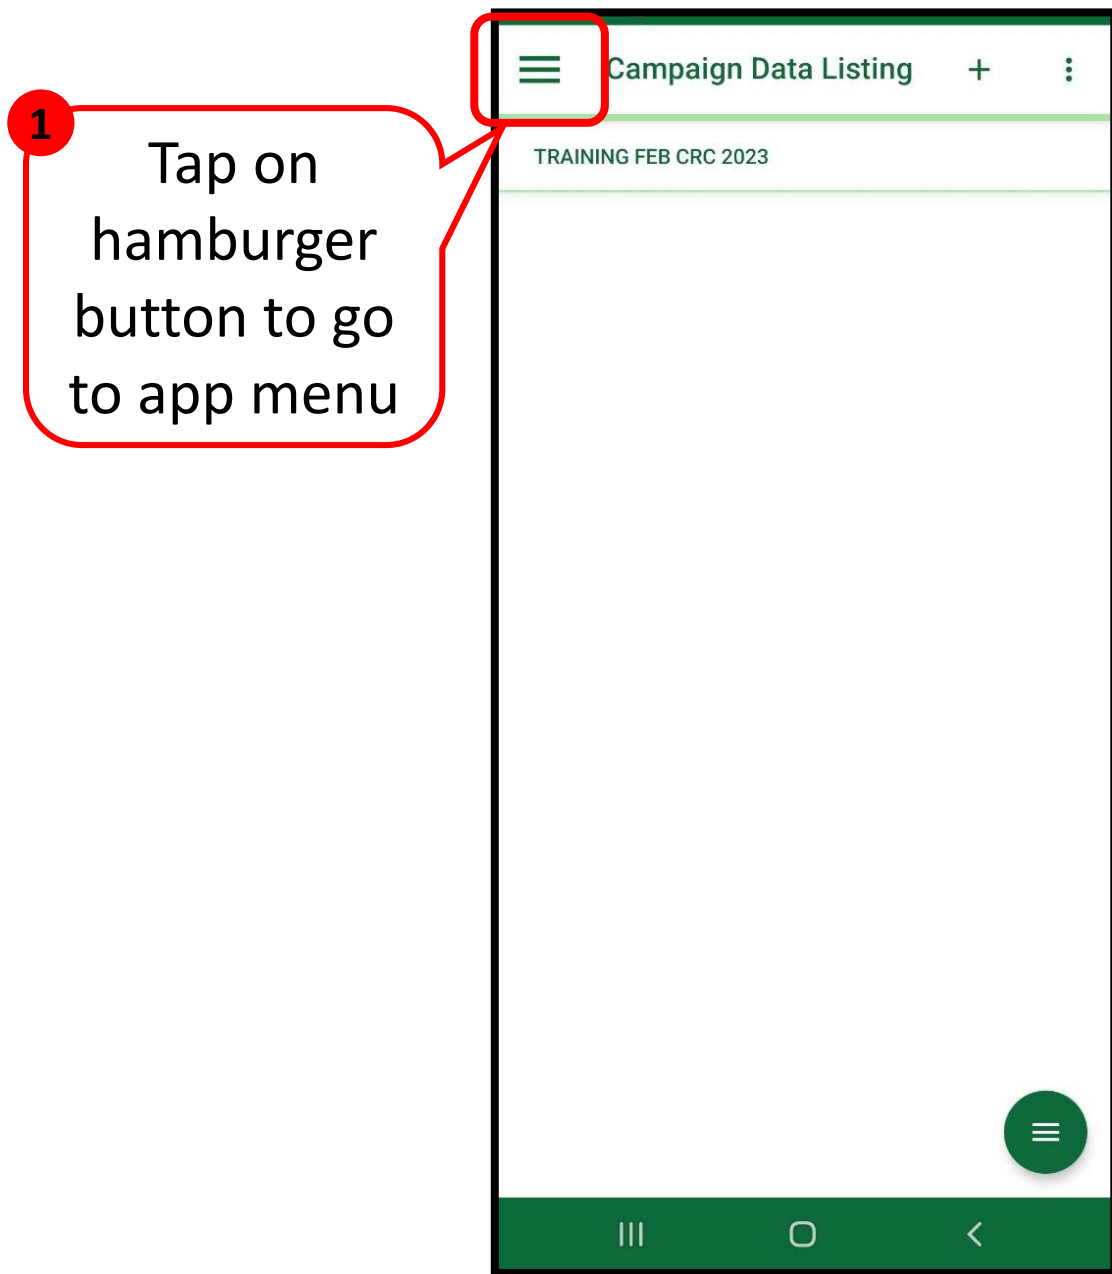 1
Tap on
hamburger
button to go
to app menu
Campaign Data Listing
TRAINING FEB CRC 2023